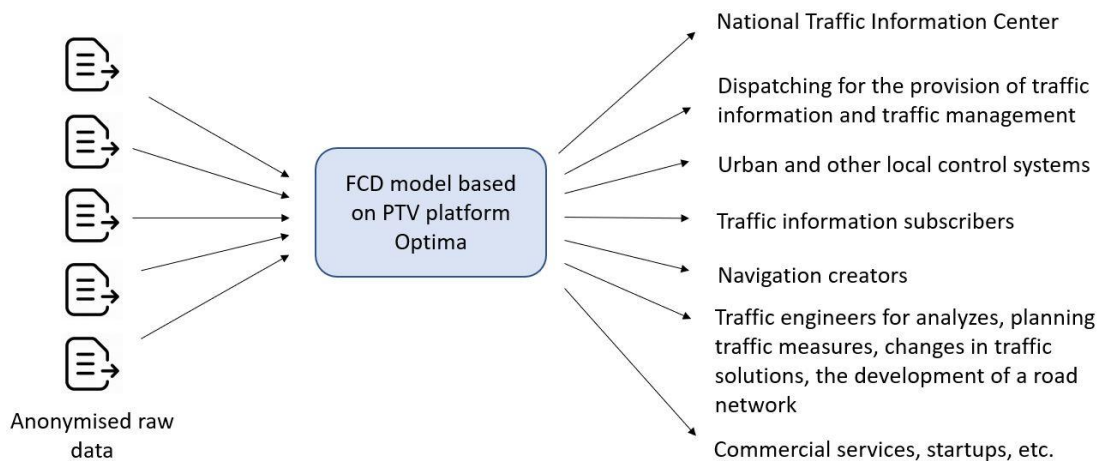 Anonymised raw
data
FCD model based
on PTV platform
Optima
National Traffic Information Center
Dispatching for the provision of traffic
information and traffic management
Urban and other local control systems
Traffic information subscribers
Navigation creators
Traffic engineers for analyzes, planning
traffic measures, changes in traffic
solutions, the development of a road
network
Commercial services, startups, etc.